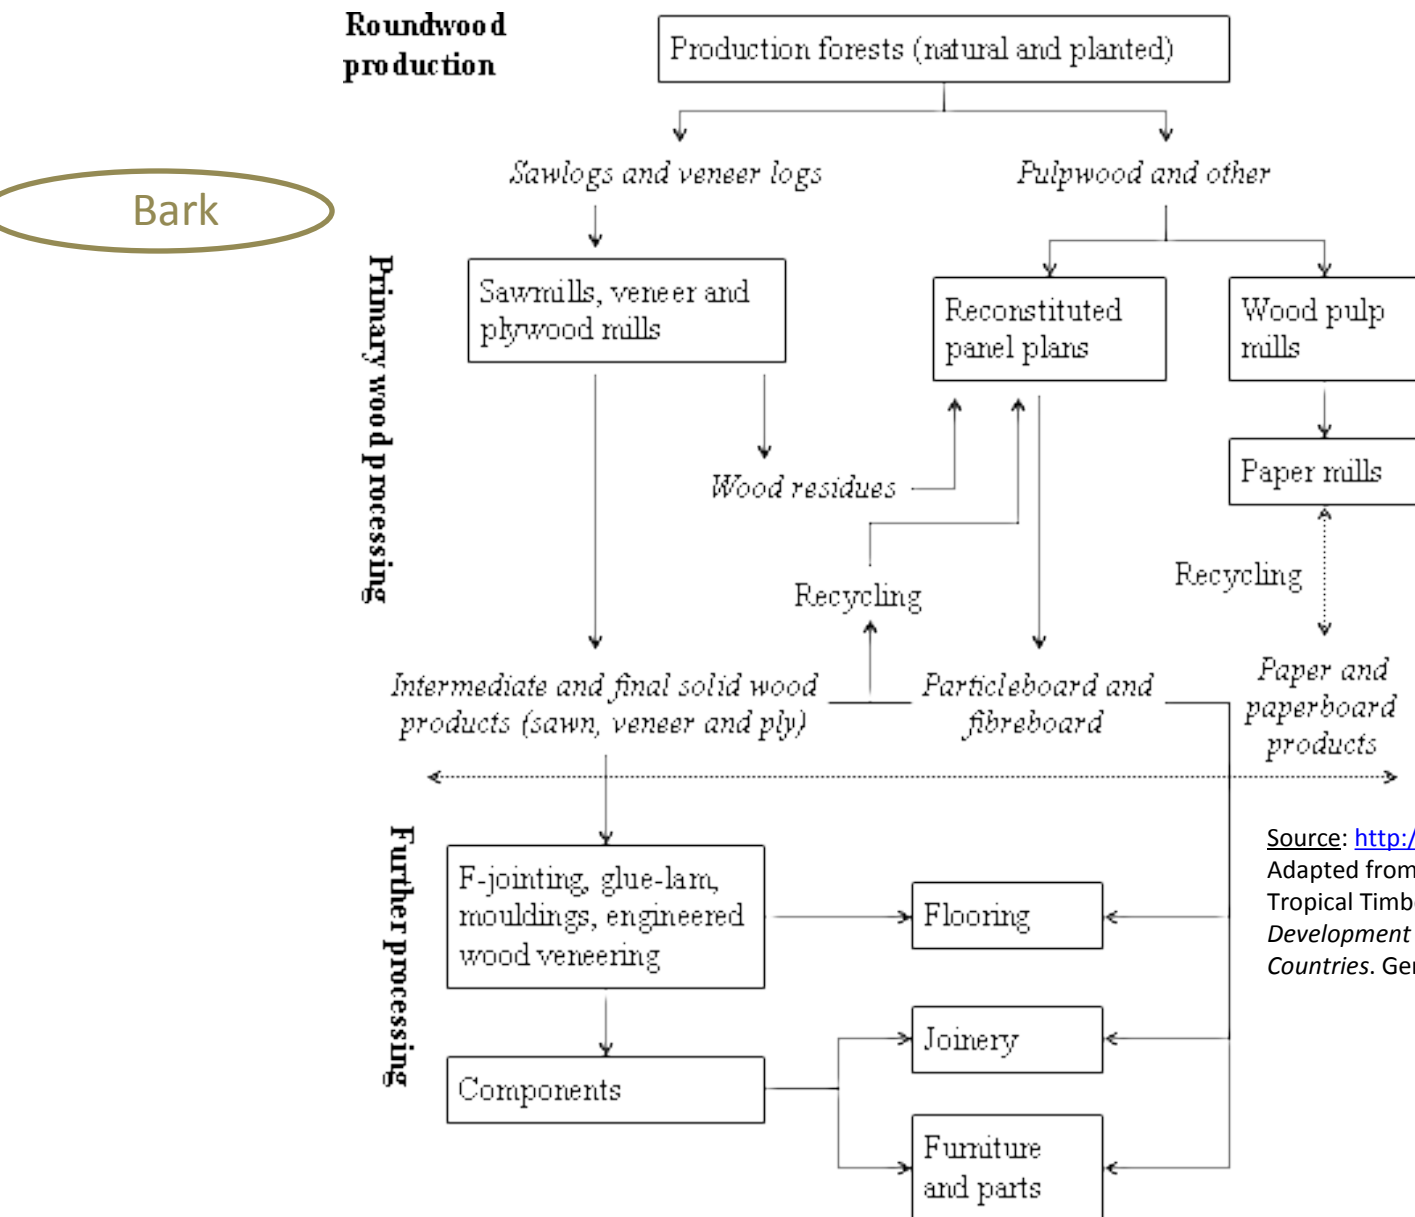 Roundwood
production
Production forests (natural and planted)
Sawlogs and veneer logs
Pulpwood and other
Bark
Primary wood processing
Sawmills, veneer and
plywood mills
Reconstituted
panel plans
Wood pulp
mills
Paper mills
Wood residues
Recycling
Recycling
Intermediate and final solid wood
products (sawn, veneer and ply)
Particleboard and
fibreboard
Paper and
paperboard
products
Further processing
F-jointing, glue-lam,
mouldings, engineered
wood veneering
Flooring
Components
Joinery
Furniture
and parts
Source: http:/
Adapted from
Tropical Timb
Development
Countries. Ger